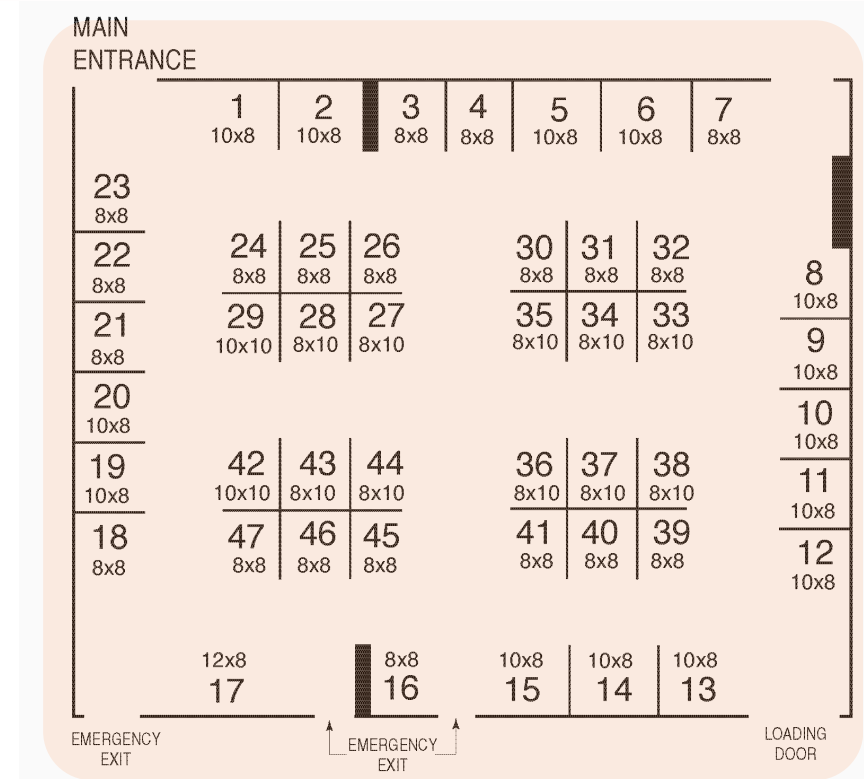 MAIN
ENTRANCE
1 2 3 4 5 6 7
10x8 10x8 8x8 8x8 10x8 10x8 8x8
23
8x8
24 25 26 30 31 32
8x8 8x8 8x8 8x8 8x8 8x8
22
8x8
8
10x8
29 28 27 35 34 33
10x10 8x10 8x10 8x10 8x10 8x10
21
8x8
9
10x8
20
10x8
10
10x8
42 43 44 36 37 38
10x10 8x10 8x10 8x10 8x10 8x10
19
10x8
11
10x8
47 46 45 41 40 39
8x8 8x8 8x8 8x8 8x8 8x8
18
8x8
12
10x8
12x8 8x8 10x8 10x8 10x8
17 16 15 14 13
EMERGENCY
EXIT
EMERGENCY
EXIT
LOADING
DOOR